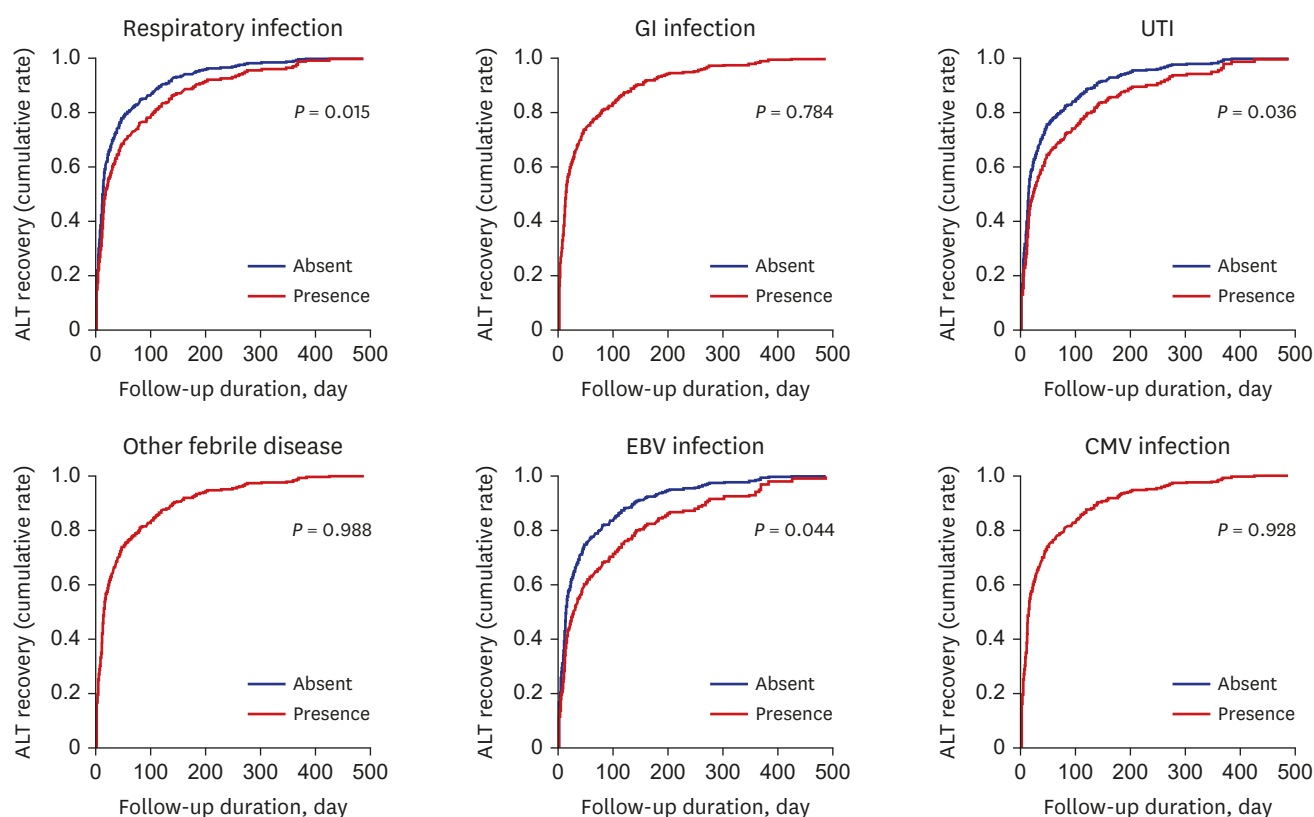 Respiratory infection
ALT recovery (cumulative rate)
1.0
0.8
0.6
0.4
0.2
0
P = 0.015
Absent
Presence
0 100 200 300 400 500
Follow-up duration, day
GI infection
ALT recovery (cumulative rate)
1.0
0.8
0.6
0.4
0.2
0
P = 0.784
Absent
Presence
0 100 200 300 400 500
Follow-up duration, day
UTI
ALT recovery (cumulative rate)
1.0
0.8
0.6
0.4
0.2
0
P = 0.036
Absent
Presence
0 100 200 300 400 500
Follow-up duration, day
Other febrile disease
ALT recovery (cumulative rate)
1.0
0.8
0.6
0.4
0.2
0
P = 0.988
Absent
Presence
0 100 200 300 400 500
Follow-up duration, day
EBV infection
ALT recovery (cumulative rate)
1.0
0.8
0.6
0.4
0.2
0
P = 0.044
Absent
Presence
0 100 200 300 400 500
Follow-up duration, day
CMV infection
ALT recovery (cumulative rate)
1.0
0.8
0.6
0.4
0.2
0
P = 0.928
Absent
Presence
0 100 200 300 400 500
Follow-up duration, day